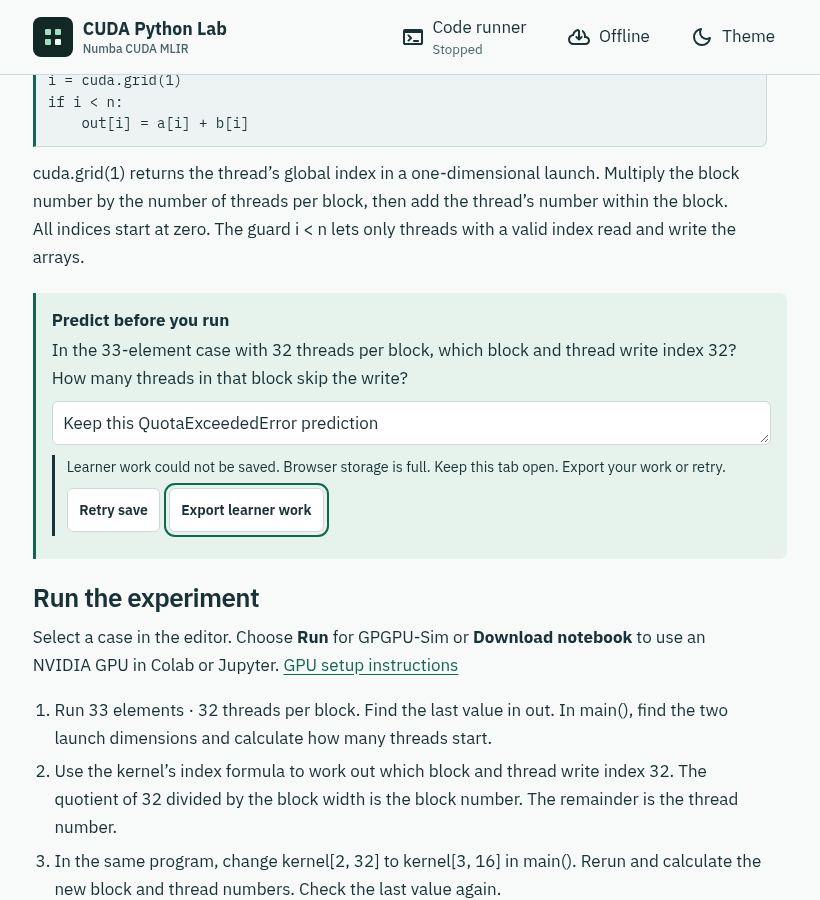 CUDA Python Lab
Numba CUDA MLIR
Code runner
Stopped
Offline
Theme
i = cuda.grid(1)
if i < n:
    out[i] = a[i] + b[i]
cuda.grid(1) returns the thread’s global index in a one-dimensional launch. Multiply the block
number by the number of threads per block, then add the thread’s number within the block.
All indices start at zero. The guard i < n lets only threads with a valid index read and write the
arrays.
Predict before you run
In the 33-element case with 32 threads per block, which block and thread write index 32?
How many threads in that block skip the write?
Keep this QuotaExceededError prediction
Learner work could not be saved. Browser storage is full. Keep this tab open. Export your work or retry.
Retry save
Export learner work
Run the experiment
Select a case in the editor. Choose Run for GPGPU-Sim or Download notebook to use an
NVIDIA GPU in Colab or Jupyter. GPU setup instructions
1. Run 33 elements · 32 threads per block. Find the last value in out. In main(), find the two
launch dimensions and calculate how many threads start.
2. Use the kernel’s index formula to work out which block and thread write index 32. The
quotient of 32 divided by the block width is the block number. The remainder is the thread
number.
3. In the same program, change kernel[2, 32] to kernel[3, 16] in main(). Rerun and calculate the
new block and thread numbers. Check the last value again.